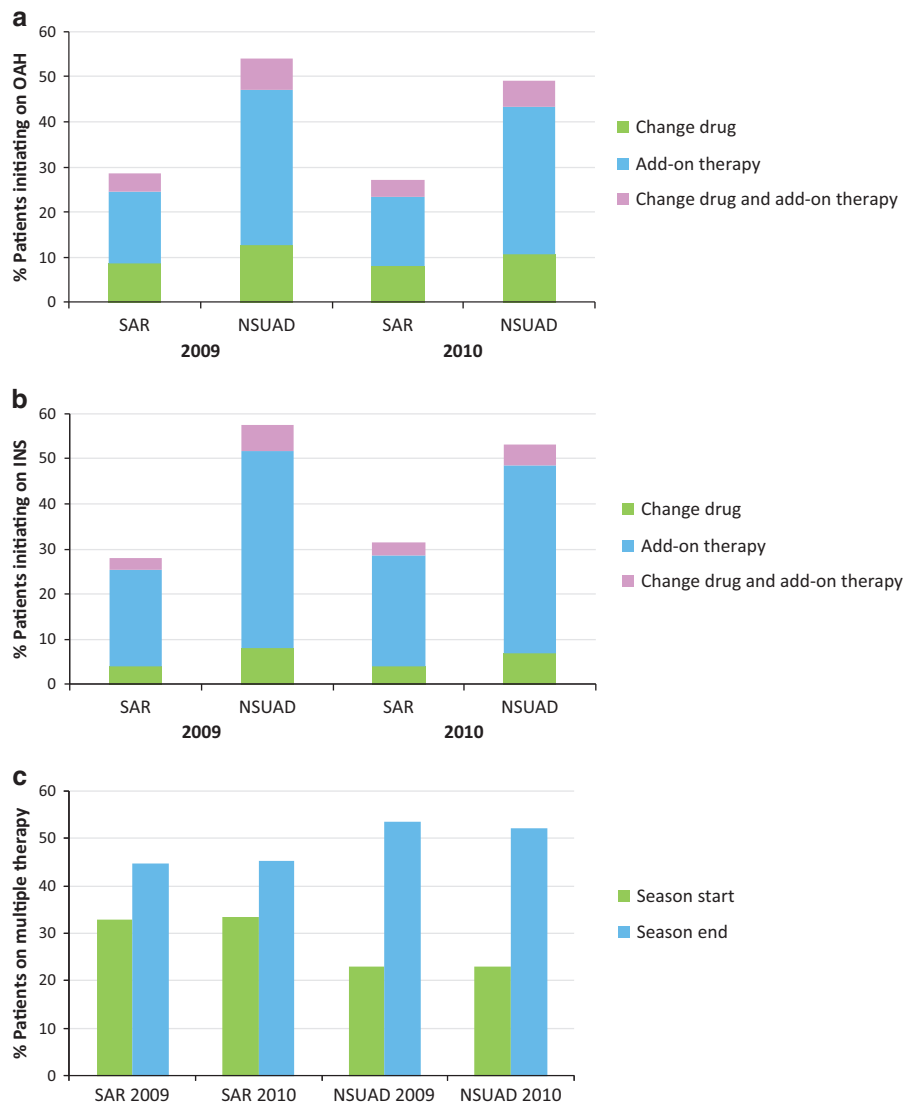 a
% Patients initiating on OAH
60
50
40
30
20
10
0
SAR NSUAD SAR NSUAD
2009 2010
Change drug
Add-on therapy
Change drug and add-on therapy
b
% Patients initiating on INS
60
50
40
30
20
10
0
SAR NSUAD SAR NSUAD
2009 2010
Change drug
Add-on therapy
Change drug and add-on therapy
c
% Patients on multiple therapy
60
50
40
30
20
10
0
SAR 2009 SAR 2010 NSUAD 2009 NSUAD 2010
Season start
Season end